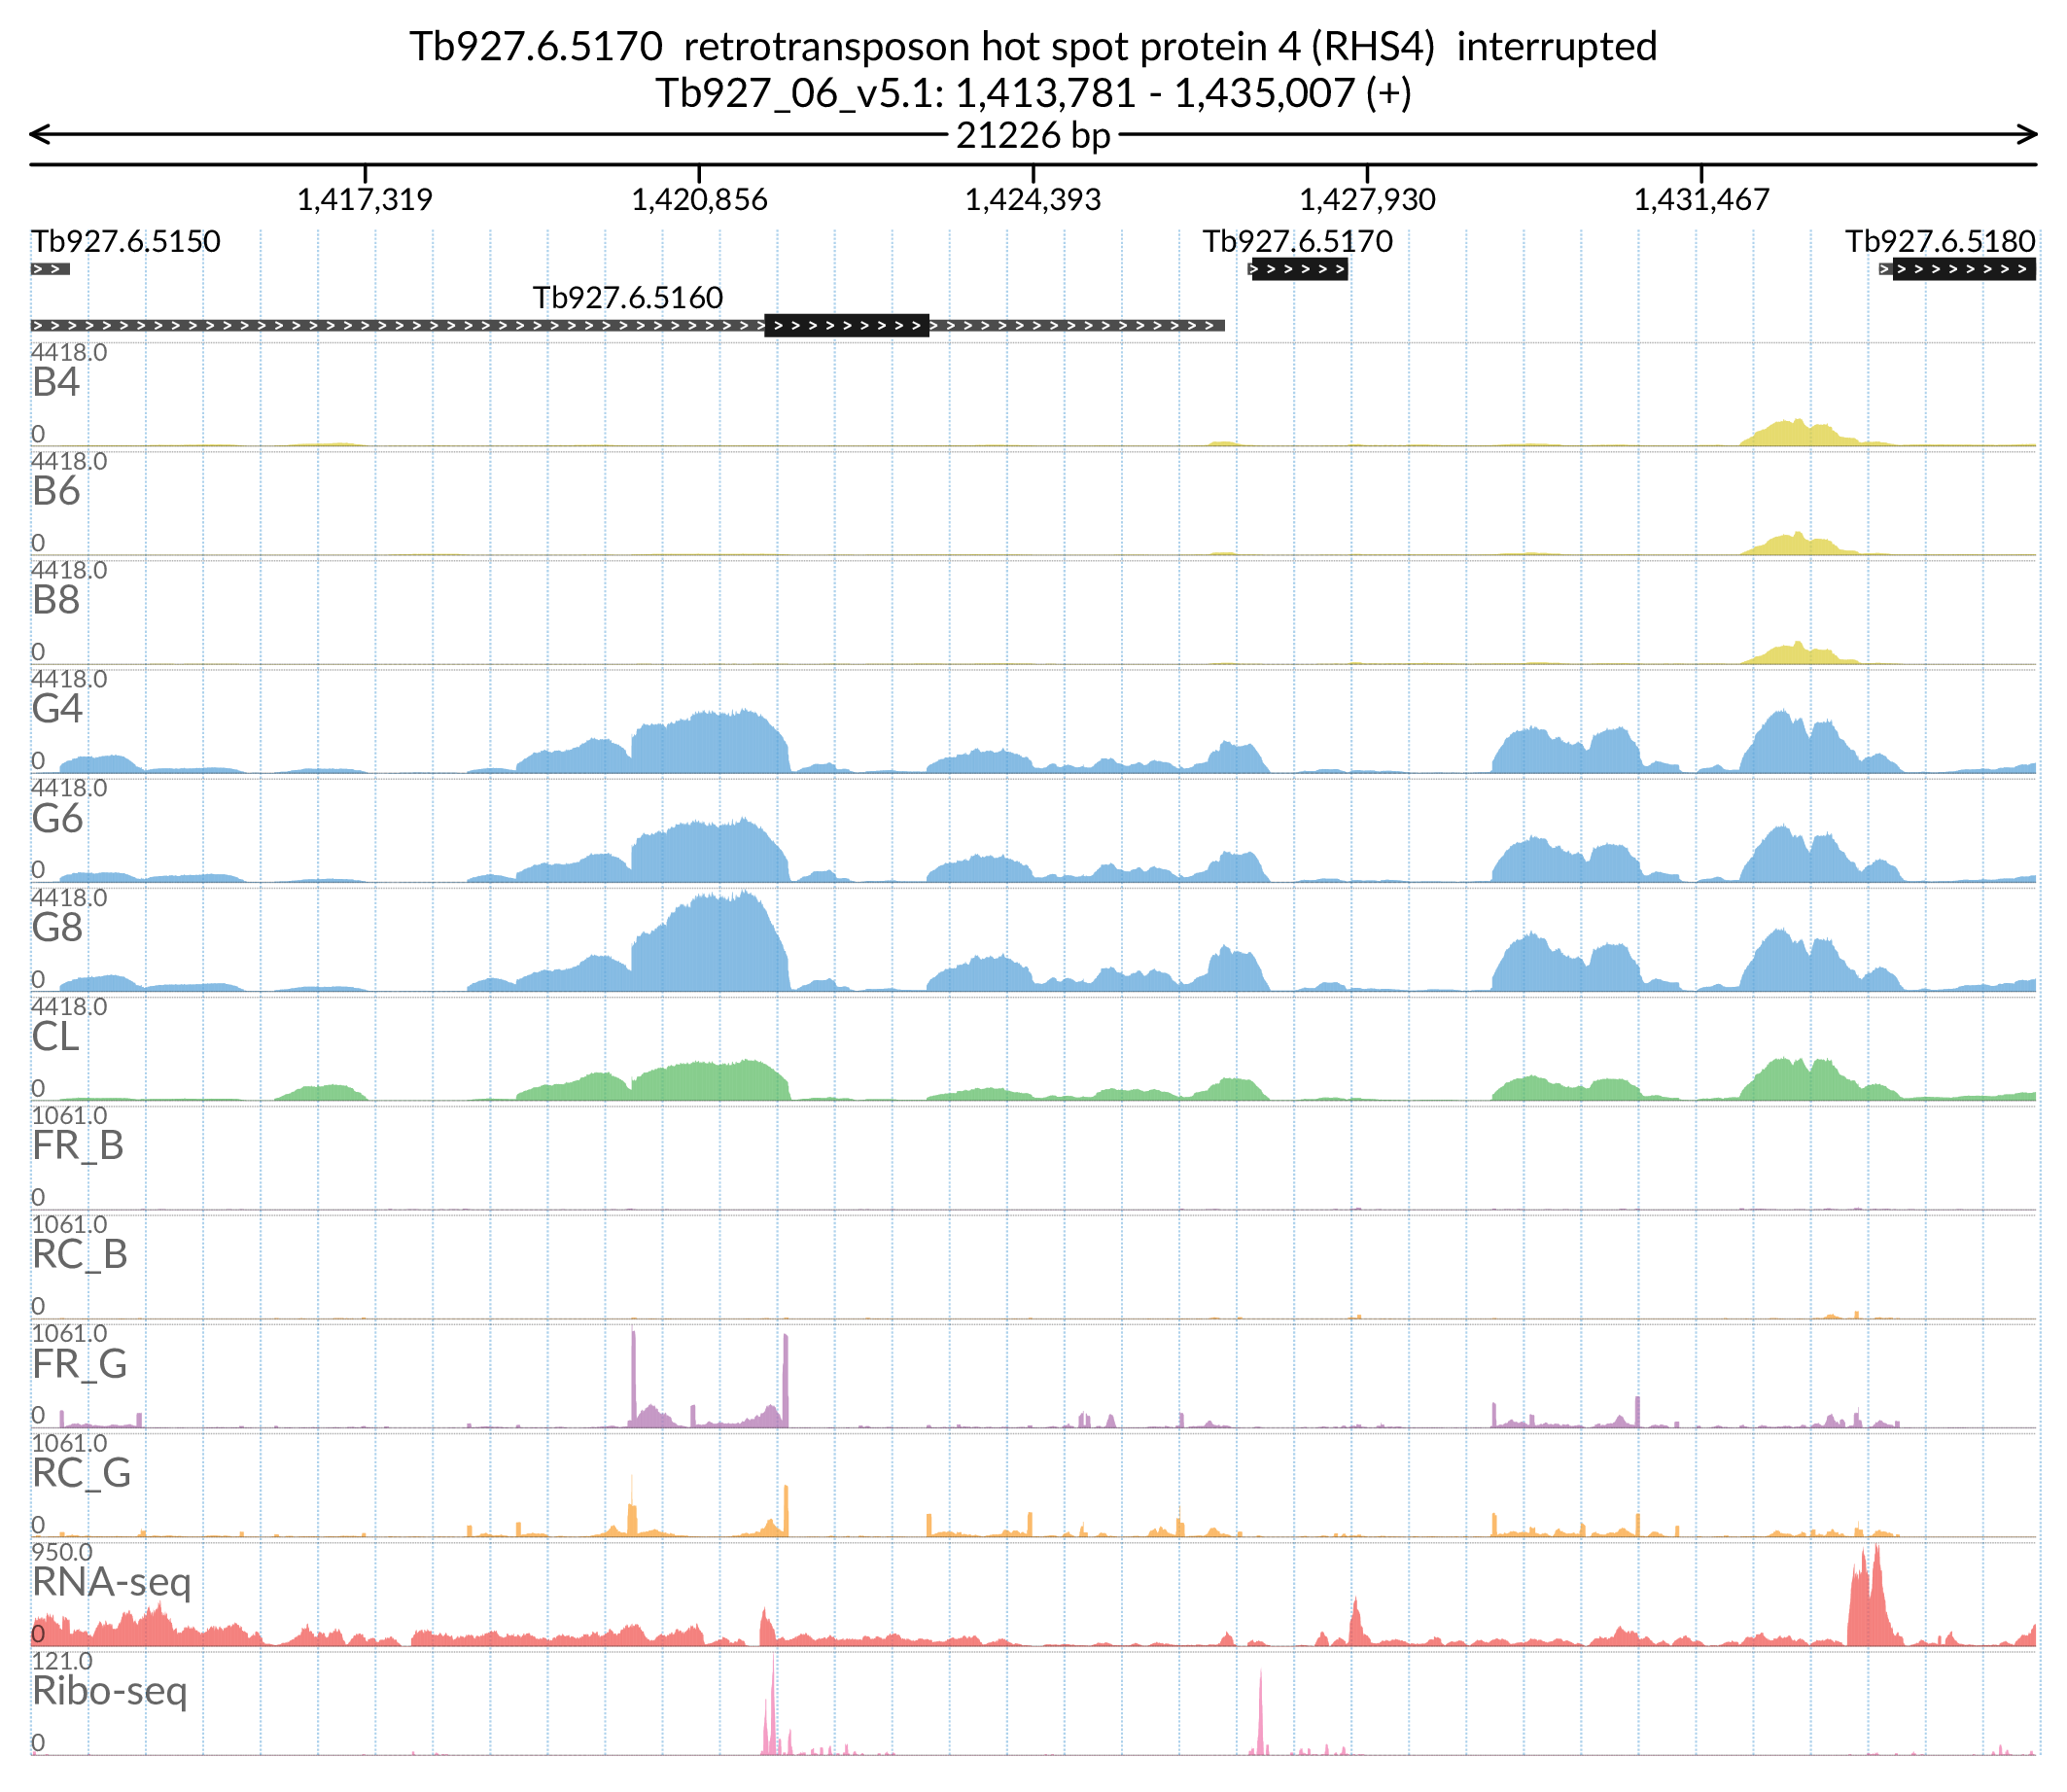 Tb927.6.5170  retrotransposon hot spot protein 4 (RHS4)  interrupted
Tb927_06_v5.1: 1,413,781 - 1,435,007 (+)
21226 bp
1,417,319 1,420,856 1,424,393 1,427,930 1,431,467
Tb927.6.5150 Tb927.6.5170 Tb927.6.5180
Tb927.6.5160
4418.0
B4
0
4418.0
B6
0
4418.0
B8
0
4418.0
G4
0
4418.0
G6
0
4418.0
G8
0
4418.0
CL
0
1061.0
FR_B
0
1061.0
RC_B
0
1061.0
FR_G
0
1061.0
RC_G
0
950.0
RNA-seq
0
121.0
Ribo-seq
0